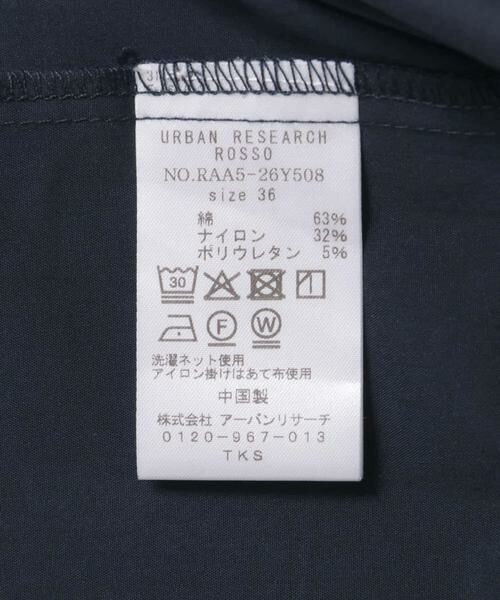 URBAN RESEARCH
ROSSO
NO.RAA5-26Y508
size 36
綿 63%
ナイロン 32%
ポリウレタン 5%
30
F W
洗濯ネット使用
アイロン掛けはあて布使用
中国製
株式会社 アーバンリサーチ
0120-967-013
TKS